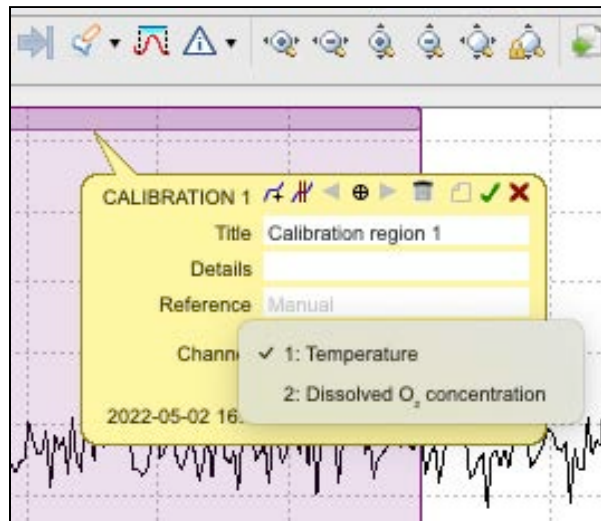 CALIBRATION 1
Title Calibration region 1
Details
Reference Manual
Channe
✓ 1: Temperature
2: Dissolved O₂ concentration
2022-05-02 16